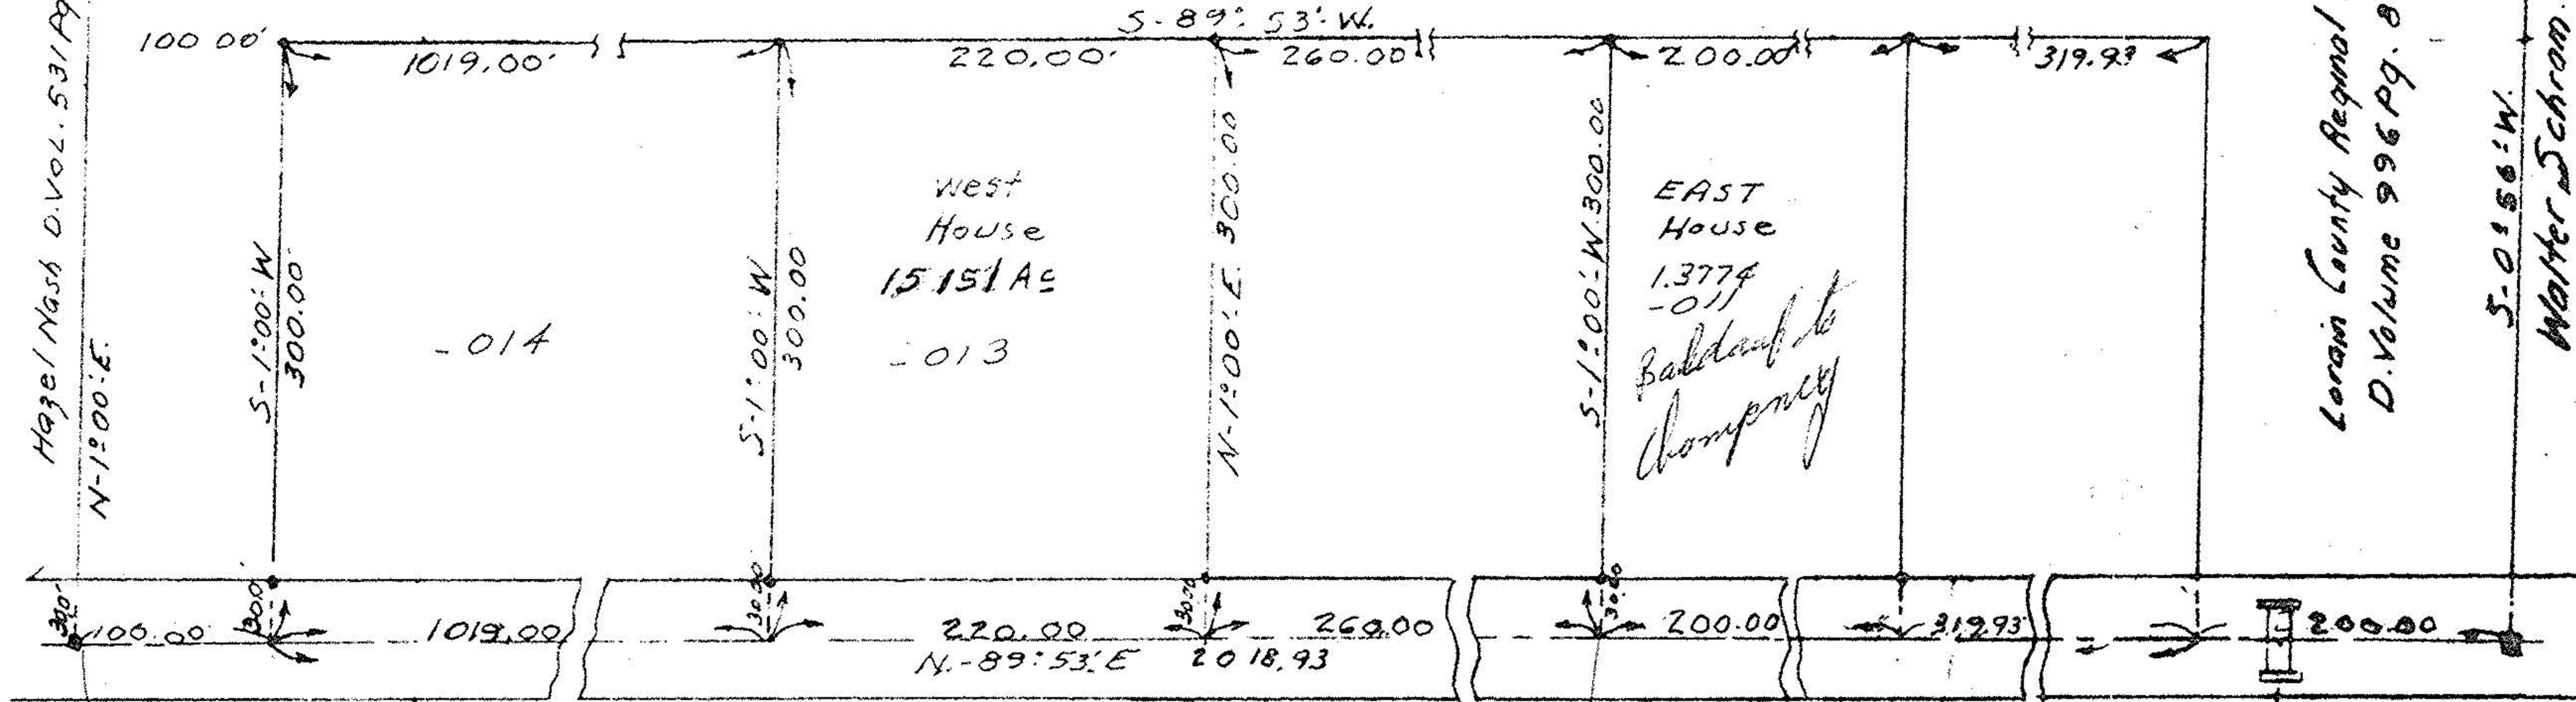 S-89° 53' W.
100 00' 1019.00' 220.00' 260.00 200.00' 319.93
Hazel Nash D. VOL. 531 Pg
N-1°00' E.
S-1°00' W
300.00'
-014
S-1°00' W
300.00
West
House
15151 Ac
-013
N-1°00' E 300.00
S-1°00' W 300.00
EAST
House
1.3774
-011
to
Lorain County Regional
D. Volume 996 Pg. 8
S-0°56' W.
Walter Schram.
30.0' 30.0' 30.00 30.00 30.00
100.00 1019.00 220.00 260.00 200.00 319.93 200.00
N.-89° 53' E 2018.93